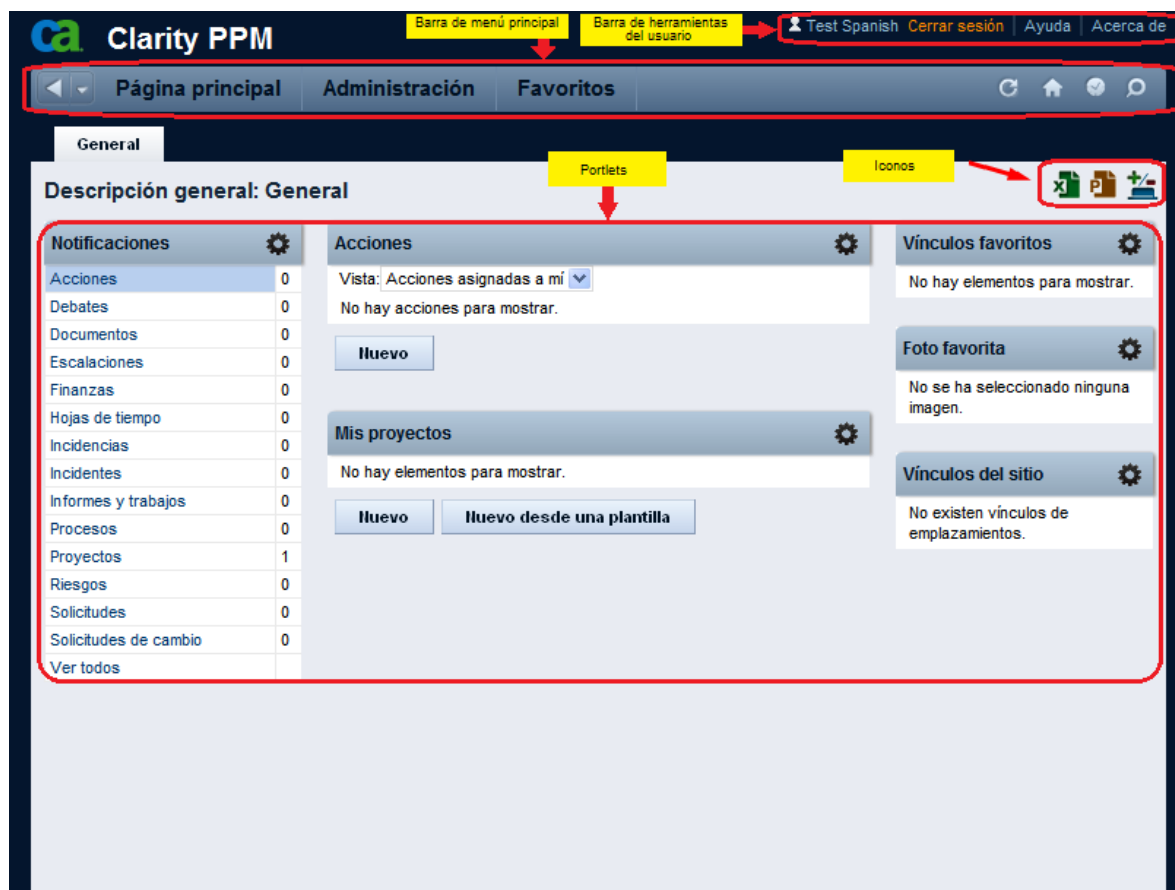 Barra de menú principal
Barra de herramientas
del usuario
Test Spanish Cerrar sesión | Ayuda | Acerca de
ca Clarity PPM
Página principal Administración Favoritos
General
Portlets
Iconos
Descripción general: General
Notificaciones
Acciones 0
Debates 0
Documentos 0
Escalaciones 0
Finanzas 0
Hojas de tiempo 0
Incidencias 0
Incidentes 0
Informes y trabajos 0
Procesos 0
Proyectos 1
Riesgos 0
Solicitudes 0
Solicitudes de cambio 0
Ver todos
Acciones
Vista: Acciones asignadas a mí
No hay acciones para mostrar.
Nuevo
Mis proyectos
No hay elementos para mostrar.
Nuevo Nuevo desde una plantilla
Vínculos favoritos
No hay elementos para mostrar.
Foto favorita
No se ha seleccionado ninguna
imagen.
Vínculos del sitio
No existen vínculos de
emplazamientos.